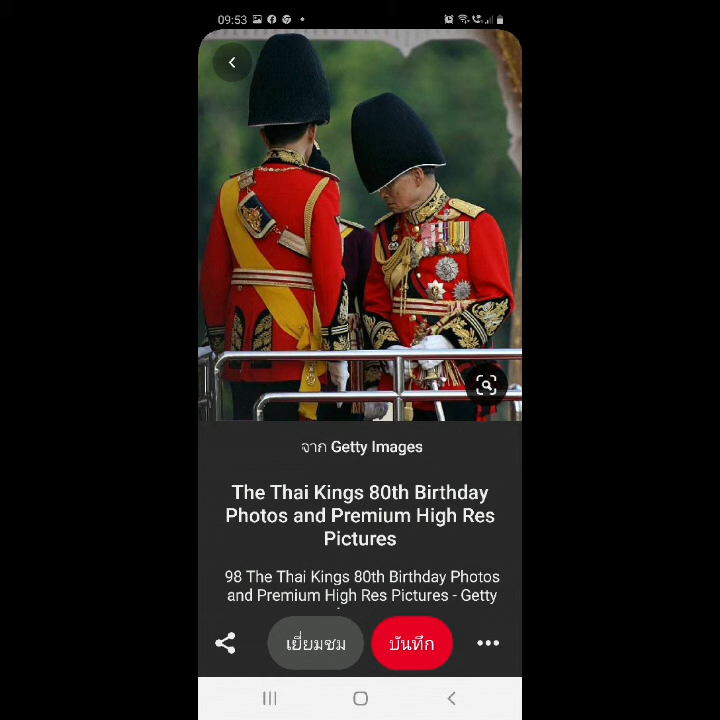 09:53
จาก Getty Images
The Thai Kings 80th Birthday
Photos and Premium High Res
Pictures
98 The Thai Kings 80th Birthday Photos
and Premium High Res Pictures - Getty
เยี่ยมชม
บันทึก